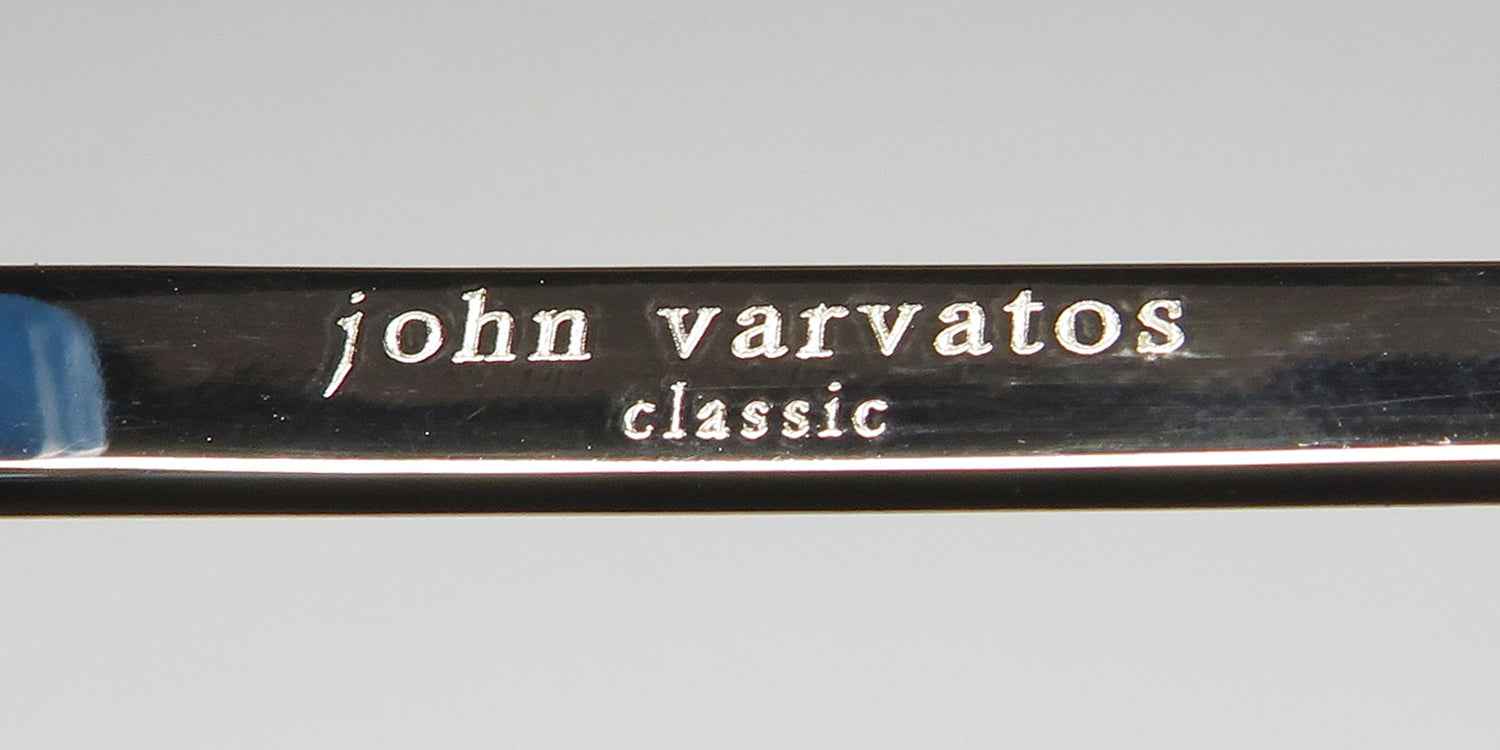 john varvatos
classic